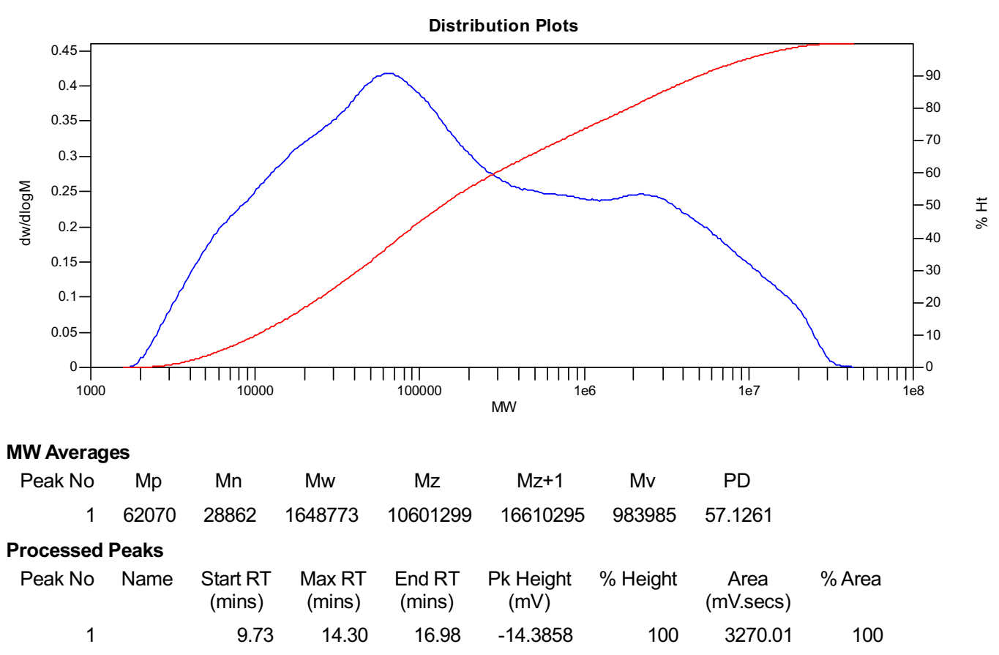 Distribution Plots
0.45
0.4
0.35
0.3
0.25
0.2
0.15
0.1
0.05
0
dw/dlogM
90
80
70
60
50
40
30
20
10
0
% Ht
1000 10000 100000 1e6 1e7 1e8
MW
MW Averages
Peak No Mp Mn Mw Mz Mz+1 Mv PD
1 62070 28862 1648773 10601299 16610295 983985 57.1261
Processed Peaks
Peak No Name Start RT Max RT End RT Pk Height % Height Area % Area
(mins) (mins) (mins) (mV) (mV.secs)
1 9.73 14.30 16.98 -14.3858 100 3270.01 100